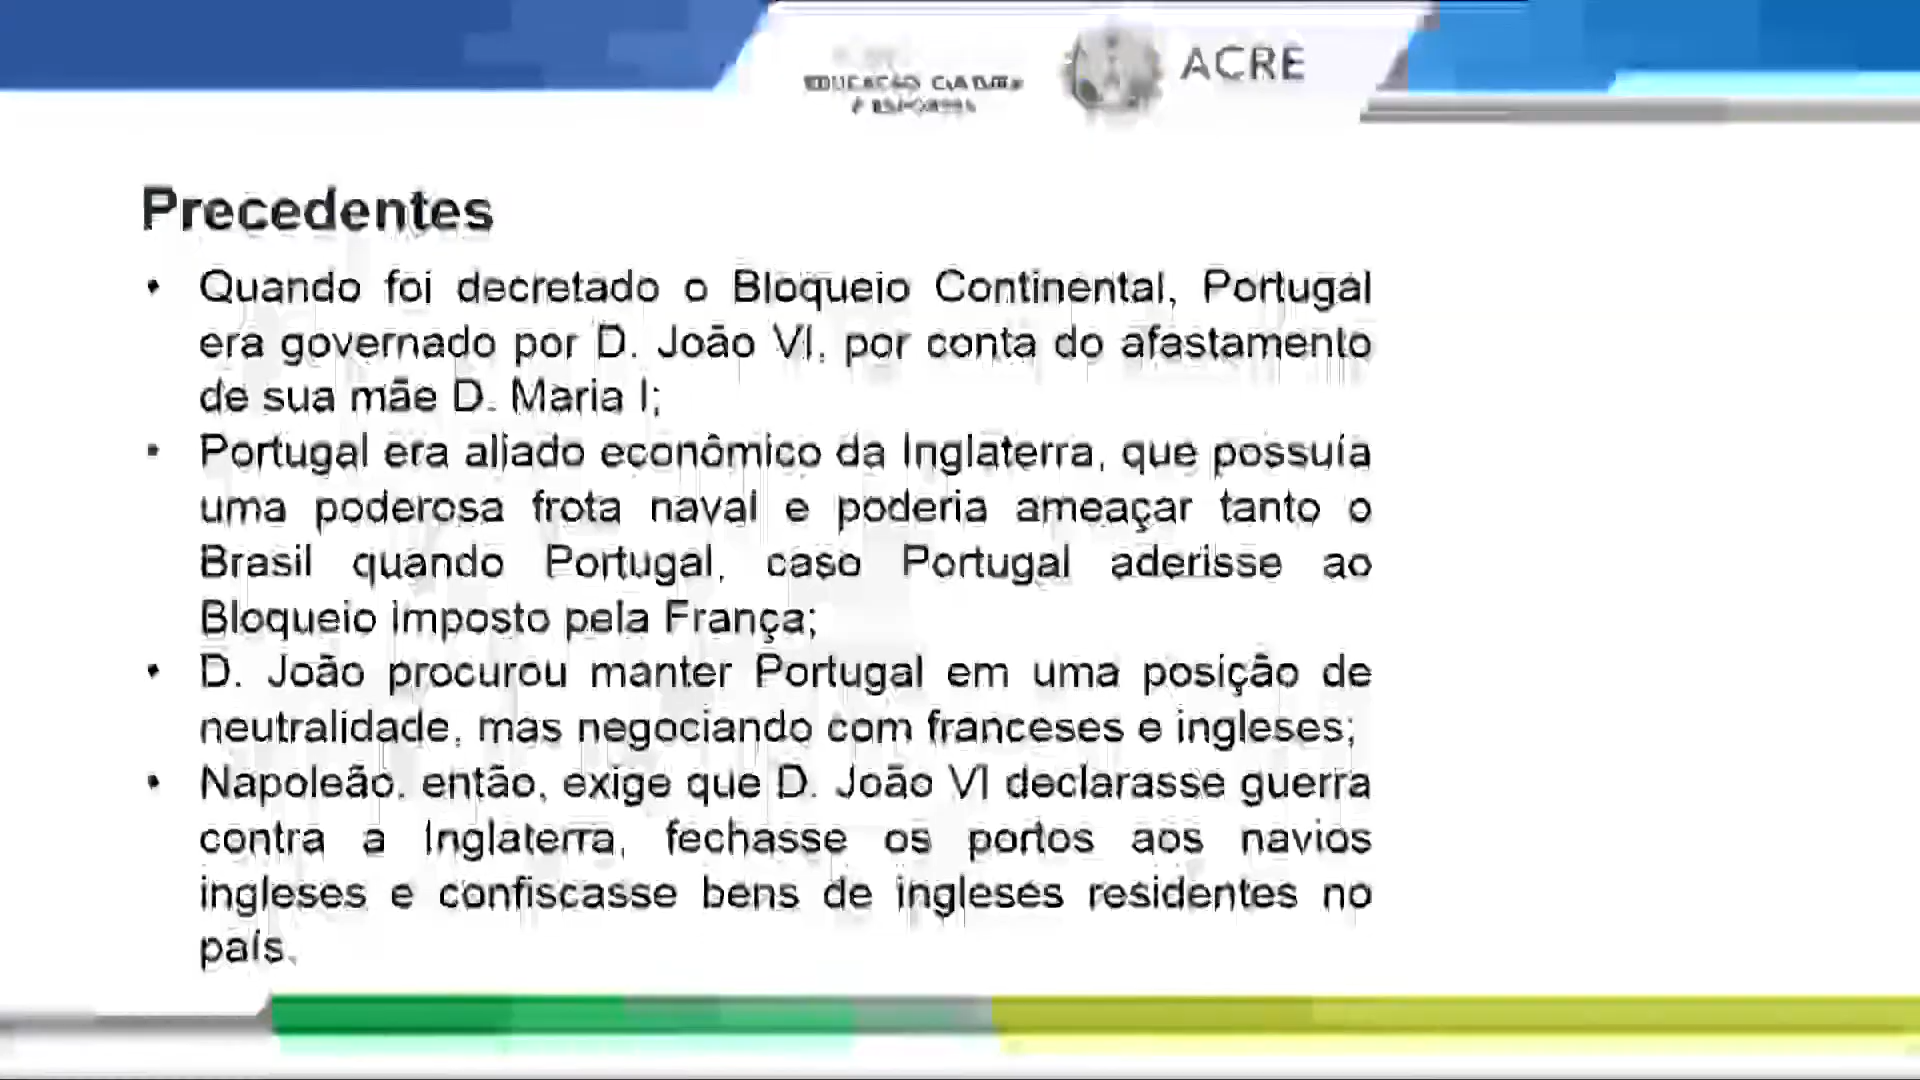 EDUCAÇÃO, CULTURA
E ESPORTES
ACRE
Precedentes
• Quando foi decretado o Bloqueio Continental, Portugal
era governado por D. João VI, por conta do afastamento
de sua mãe D. Maria I;
• Portugal era aliado econômico da Inglaterra, que possuía
uma poderosa frota naval e poderia ameaçar tanto o
Brasil quando Portugal, caso Portugal aderisse ao
Bloqueio imposto pela França;
• D. João procurou manter Portugal em uma posição de
neutralidade, mas negociando com franceses e ingleses;
• Napoleão, então, exige que D. João VI declarasse guerra
contra a Inglaterra, fechasse os portos aos navios
ingleses e confiscasse bens de ingleses residentes no
país.